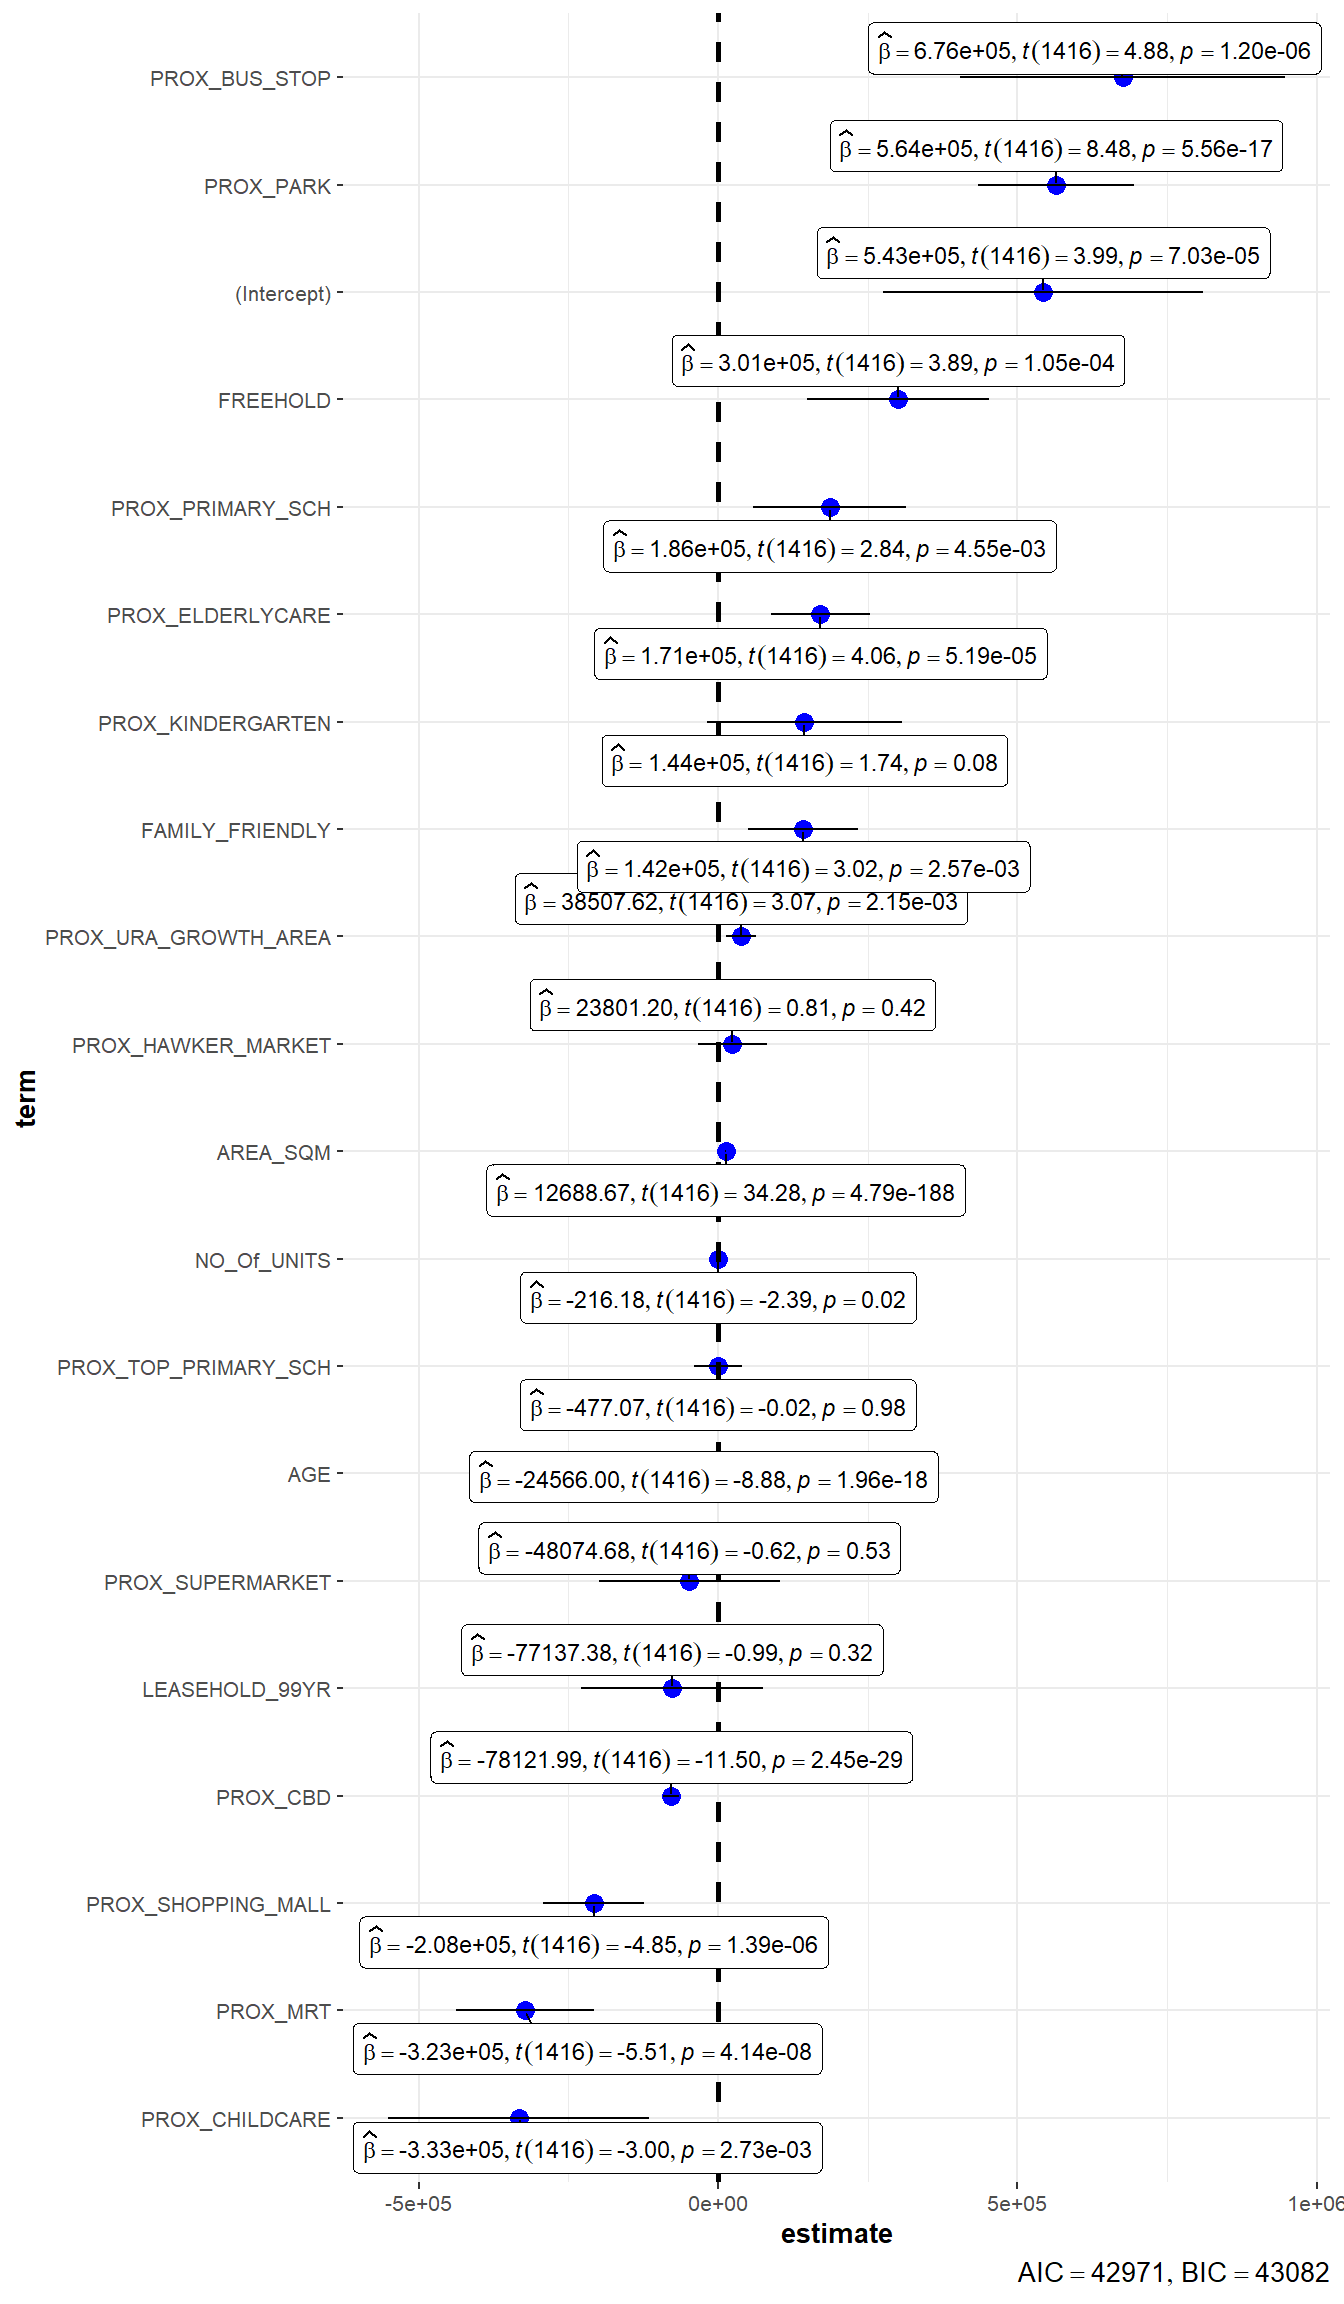 β̂ = 6.76e+05, t(1416) = 4.88, p = 1.20e-06
PROX_BUS_STOP
β̂ = 5.64e+05, t(1416) = 8.48, p = 5.56e-17
PROX_PARK
β̂ = 5.43e+05, t(1416) = 3.99, p = 7.03e-05
(Intercept)
β̂ = 3.01e+05, t(1416) = 3.89, p = 1.05e-04
FREEHOLD
PROX_PRIMARY_SCH
β̂ = 1.86e+05, t(1416) = 2.84, p = 4.55e-03
PROX_ELDERLYCARE
β̂ = 1.71e+05, t(1416) = 4.06, p = 5.19e-05
PROX_KINDERGARTEN
β̂ = 1.44e+05, t(1416) = 1.74, p = 0.08
FAMILY_FRIENDLY
β̂ = 1.42e+05, t(1416) = 3.02, p = 2.57e-03
β̂ = 38507.62, t(1416) = 3.07, p = 2.15e-03
PROX_URA_GROWTH_AREA
β̂ = 23801.20, t(1416) = 0.81, p = 0.42
PROX_HAWKER_MARKET
term
AREA_SQM
β̂ = 12688.67, t(1416) = 34.28, p = 4.79e-188
NO_Of_UNITS
β̂ = -216.18, t(1416) = -2.39, p = 0.02
PROX_TOP_PRIMARY_SCH
β̂ = -477.07, t(1416) = -0.02, p = 0.98
AGE
β̂ = -24566.00, t(1416) = -8.88, p = 1.96e-18
β̂ = -48074.68, t(1416) = -0.62, p = 0.53
PROX_SUPERMARKET
β̂ = -77137.38, t(1416) = -0.99, p = 0.32
LEASEHOLD_99YR
β̂ = -78121.99, t(1416) = -11.50, p = 2.45e-29
PROX_CBD
PROX_SHOPPING_MALL
β̂ = -2.08e+05, t(1416) = -4.85, p = 1.39e-06
PROX_MRT
β̂ = -3.23e+05, t(1416) = -5.51, p = 4.14e-08
PROX_CHILDCARE
β̂ = -3.33e+05, t(1416) = -3.00, p = 2.73e-03
-5e+05 0e+00 5e+05 1e+06
estimate
AIC = 42971, BIC = 43082